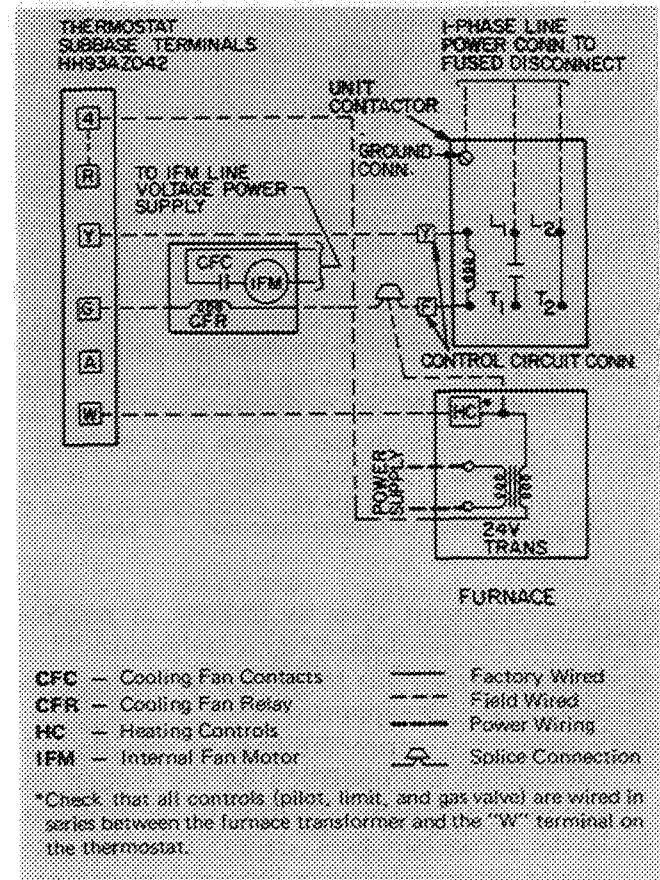 THERMOSTAT
SUBBASE TERMINALS
HH93AZ042
1-PHASE LINE
POWER CONN. TO
FUSED DISCONNECT
UNIT
CONTACTOR
GROUND
CONN.
4
R
TO IFM LINE
VOLTAGE POWER
SUPPLY
Y
Y
L1
L2
CFC
IFM
G
CFR
C
T1
T2
A
CONTROL CIRCUIT CONN.
W
HC*
POWER
SUPPLY
24V
TRANS
FURNACE
CFC – Cooling Fan Contacts
CFR – Cooling Fan Relay
HC – Heating Controls
IFM – Internal Fan Motor
Factory Wired
Field Wired
Power Wiring
Splice Connection
*Check that all controls (pilot, limit, and gas valve) are wired in
series between the furnace transformer and the "W" terminal on
the thermostat.